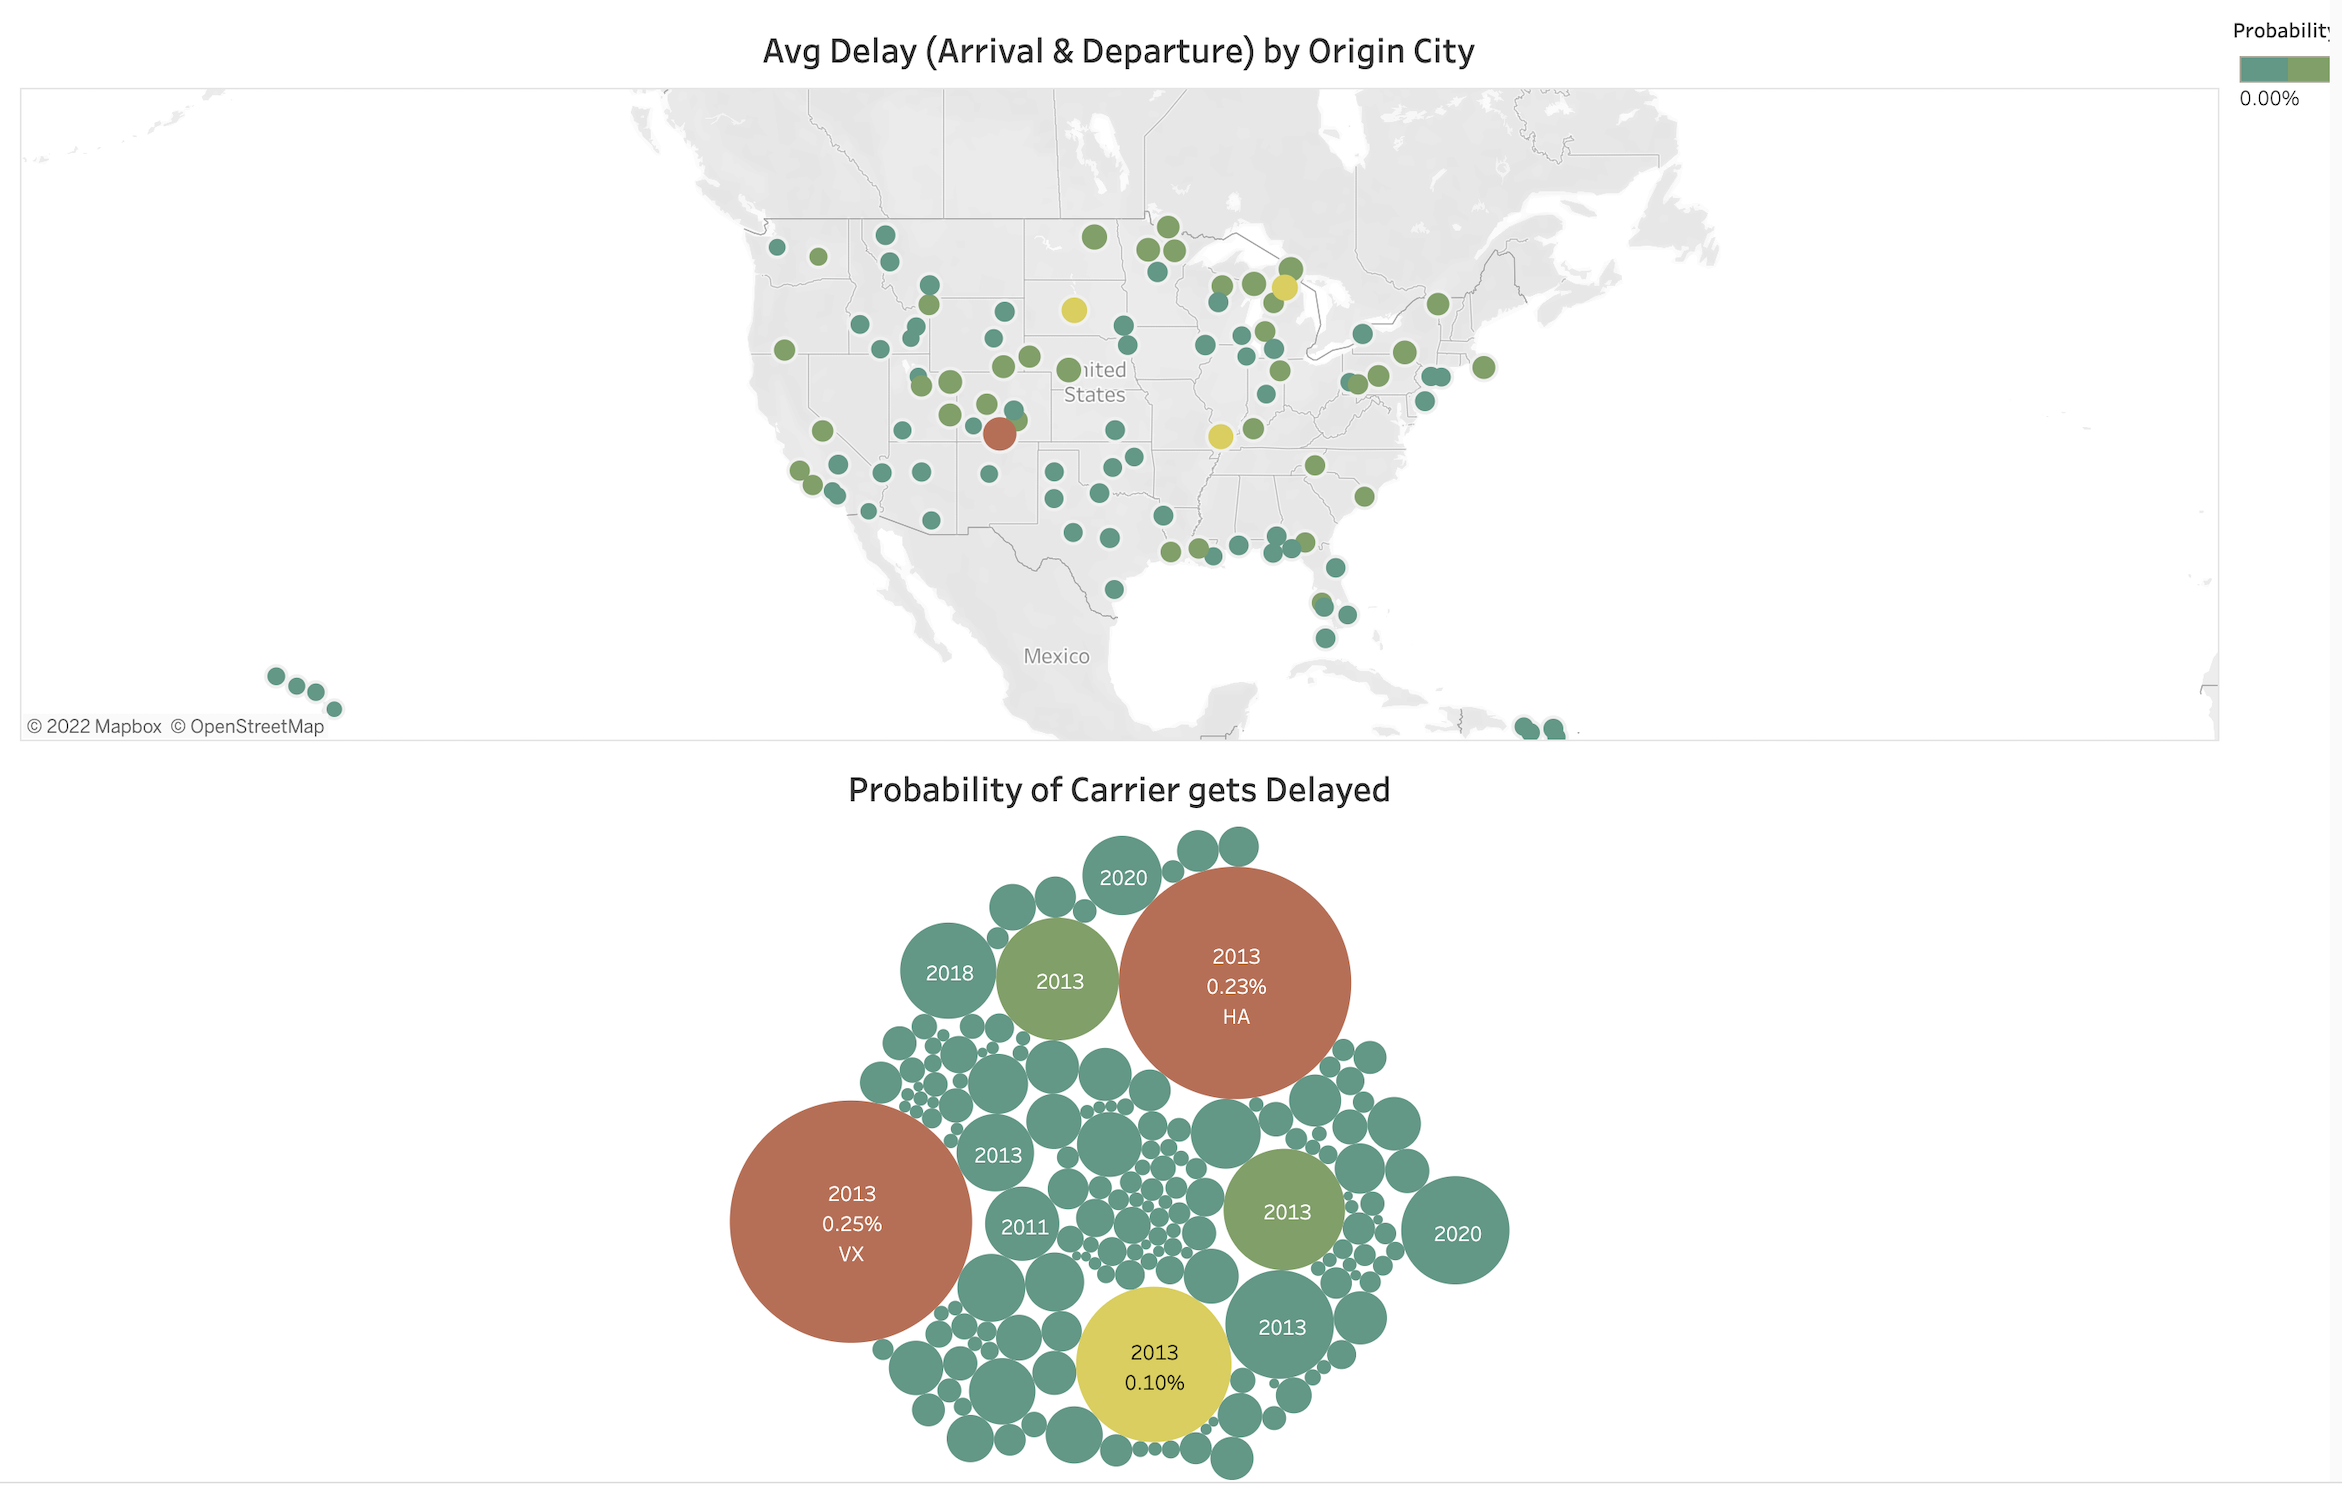 Avg Delay (Arrival & Departure) by Origin City
Probability
0.00%
United
States
Mexico
© 2022 Mapbox © OpenStreetMap
Probability of Carrier gets Delayed
2020
2013
0.23%
HA
2018
2013
2013
2013
0.25%
VX
2011
2013
2020
2013
2013
0.10%